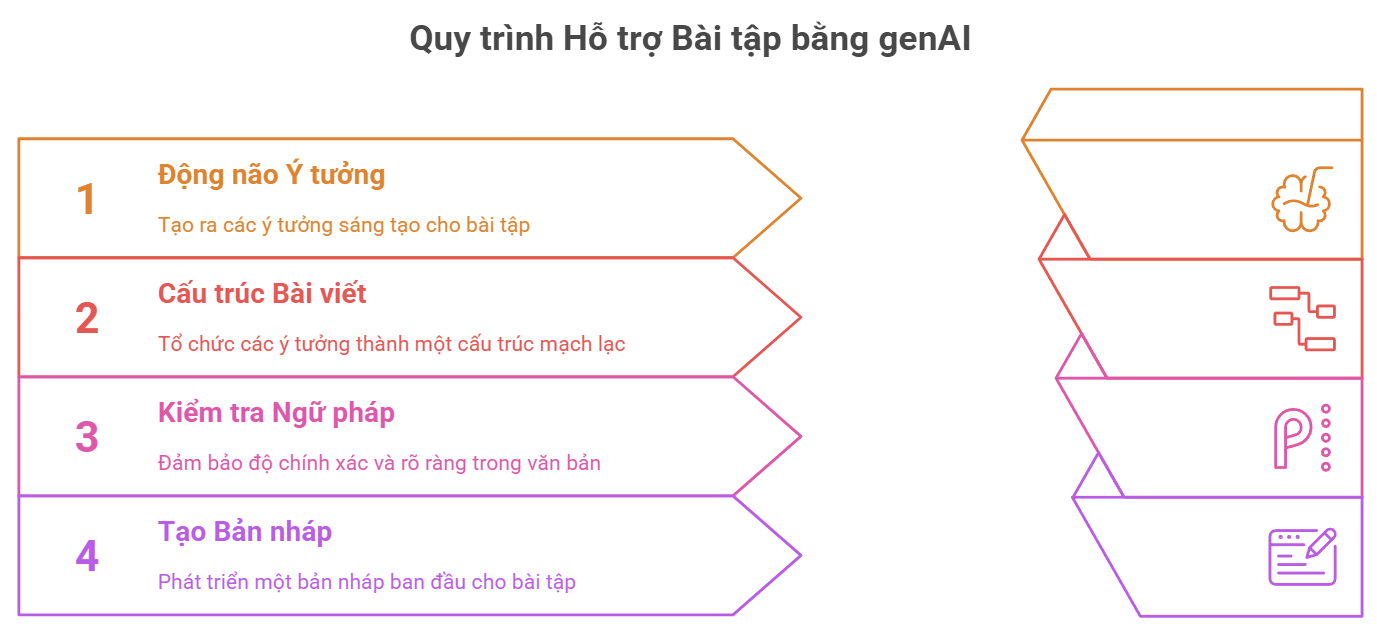 Quy trình Hỗ trợ Bài tập bằng genAI
1
Động não Ý tưởng
Tạo ra các ý tưởng sáng tạo cho bài tập
2
Cấu trúc Bài viết
Tổ chức các ý tưởng thành một cấu trúc mạch lạc
3
Kiểm tra Ngữ pháp
Đảm bảo độ chính xác và rõ ràng trong văn bản
4
Tạo Bản nháp
Phát triển một bản nháp ban đầu cho bài tập